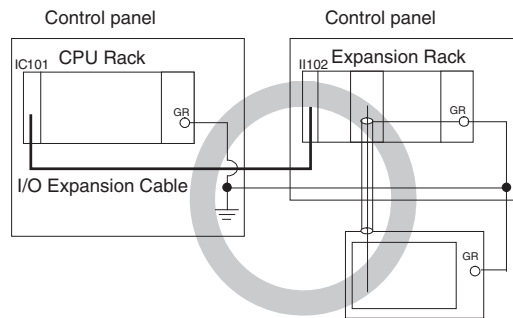 Control panel
Control panel
CPU Rack
Expansion Rack
IC101
II102
GR
GR
I/O Expansion Cable
GR